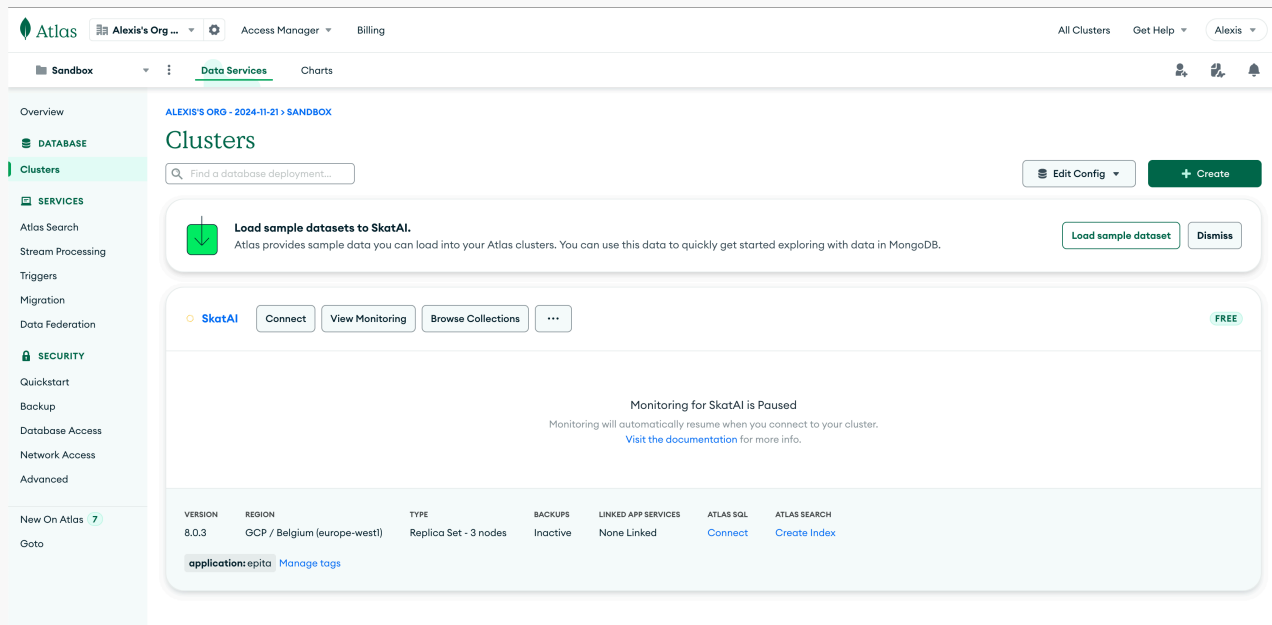 Atlas
Alexis's Org ...
Access Manager
Billing
All Clusters
Get Help
Alexis
Sandbox
Data Services
Charts
Overview
DATABASE
Clusters
SERVICES
Atlas Search
Stream Processing
Triggers
Migration
Data Federation
SECURITY
Quickstart
Backup
Database Access
Network Access
Advanced
New On Atlas 7
Goto
ALEXIS'S ORG - 2024-11-21 > SANDBOX
Clusters
Find a database deployment...
Edit Config
+ Create
Load sample datasets to SkatAI.
Atlas provides sample data you can load into your Atlas clusters. You can use this data to quickly get started exploring with data in MongoDB.
Load sample dataset
Dismiss
SkatAI
Connect
View Monitoring
Browse Collections
...
FREE
Monitoring for SkatAI is Paused
Monitoring will automatically resume when you connect to your cluster.
Visit the documentation for more info.
VERSION
8.0.3
REGION
GCP / Belgium (europe-west1)
TYPE
Replica Set - 3 nodes
BACKUPS
Inactive
LINKED APP SERVICES
None Linked
ATLAS SQL
Connect
ATLAS SEARCH
Create Index
application: epita
Manage tags